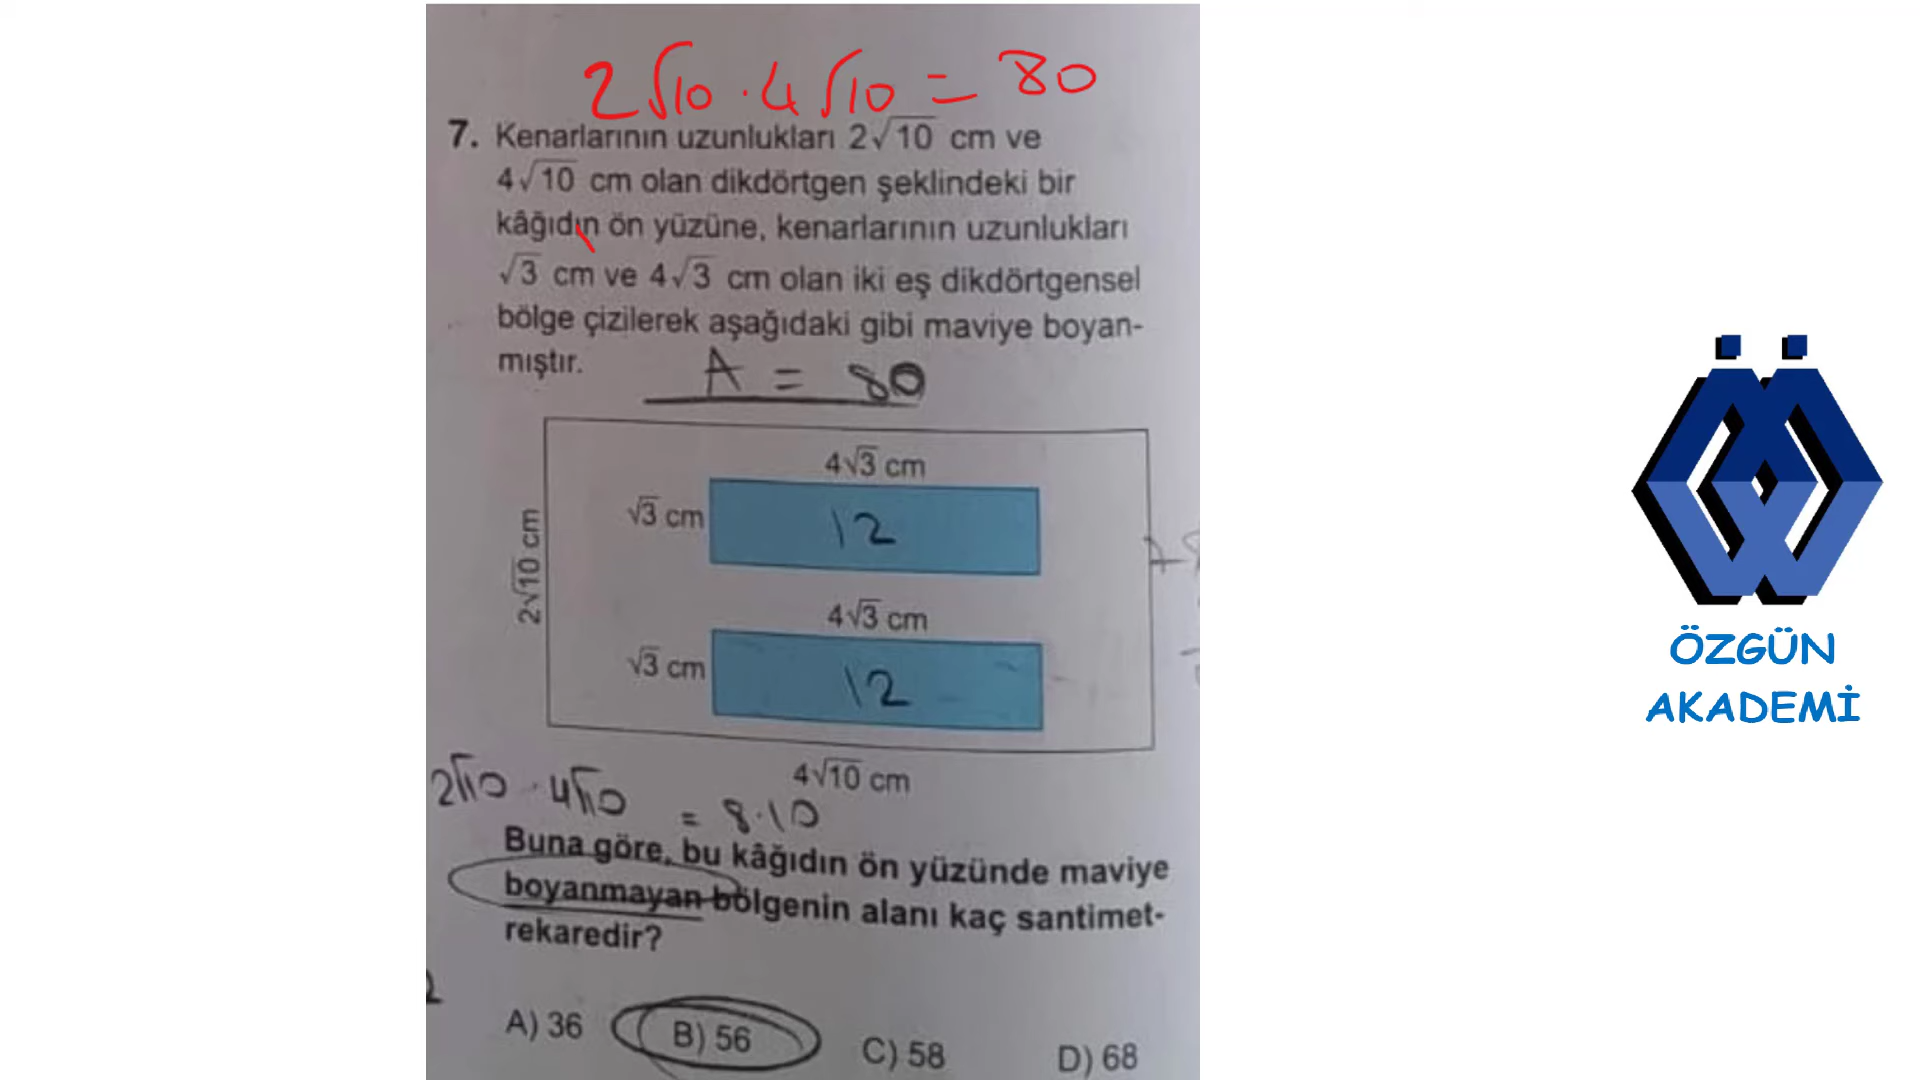 2√10 · 4√10 = 80
7. Kenarlarının uzunlukları 2√10 cm ve
4√10 cm olan dikdörtgen şeklindeki bir
kâğıdın ön yüzüne, kenarlarının uzunlukları
√3 cm ve 4√3 cm olan iki eş dikdörtgensel
bölge çizilerek aşağıdaki gibi maviye boyan-
mıştır.
A = 80
4√3 cm
√3 cm
12
2√10 cm
4√3 cm
√3 cm
12
4√10 cm
2√10 · 4√10 = 8·10
Buna göre, bu kâğıdın ön yüzünde maviye
boyanmayan bölgenin alanı kaç santimet-
rekaredir?
A) 36 B) 56 C) 58 D) 68
ÖZGÜN
AKADEMİ